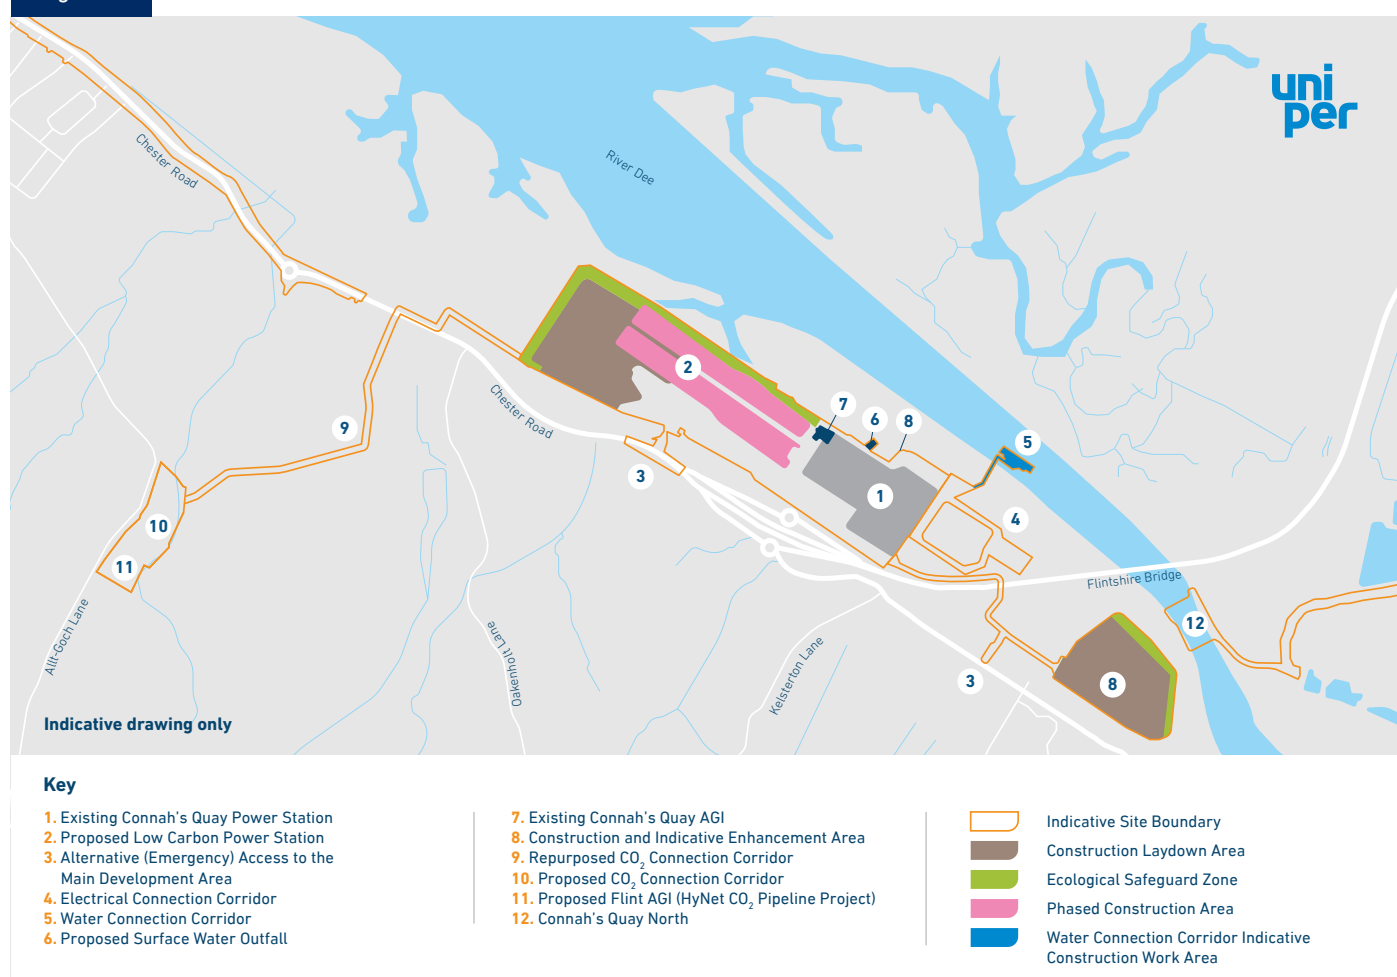 uni
per
Chester Road
River Dee
2
7
6
8
5
Chester Road
9
3
1
4
10
11
Flintshire Bridge
12
Allt-Goch Lane
Oakenholt Lane
Kelsterton Lane
3
8
Indicative drawing only
Key
1. Existing Connah's Quay Power Station
2. Proposed Low Carbon Power Station
3. Alternative (Emergency) Access to the
Main Development Area
4. Electrical Connection Corridor
5. Water Connection Corridor
6. Proposed Surface Water Outfall
7. Existing Connah's Quay AGI
8. Construction and Indicative Enhancement Area
9. Repurposed CO₂ Connection Corridor
10. Proposed CO₂ Connection Corridor
11. Proposed Flint AGI (HyNet CO₂ Pipeline Project)
12. Connah's Quay North
Indicative Site Boundary
Construction Laydown Area
Ecological Safeguard Zone
Phased Construction Area
Water Connection Corridor Indicative
Construction Work Area